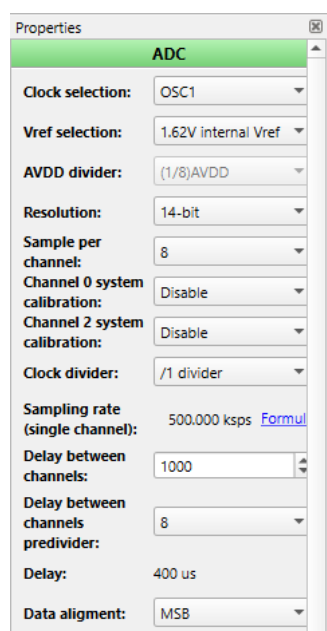 Properties
ADC
Clock selection: OSC1
Vref selection: 1.62V internal Vref
AVDD divider: (1/8)AVDD
Resolution: 14-bit
Sample per
channel: 8
Channel 0 system
calibration: Disable
Channel 2 system
calibration: Disable
Clock divider: /1 divider
Sampling rate
(single channel): 500.000 ksps Formul
Delay between
channels: 1000
Delay between
channels
predivider: 8
Delay: 400 us
Data aligment: MSB